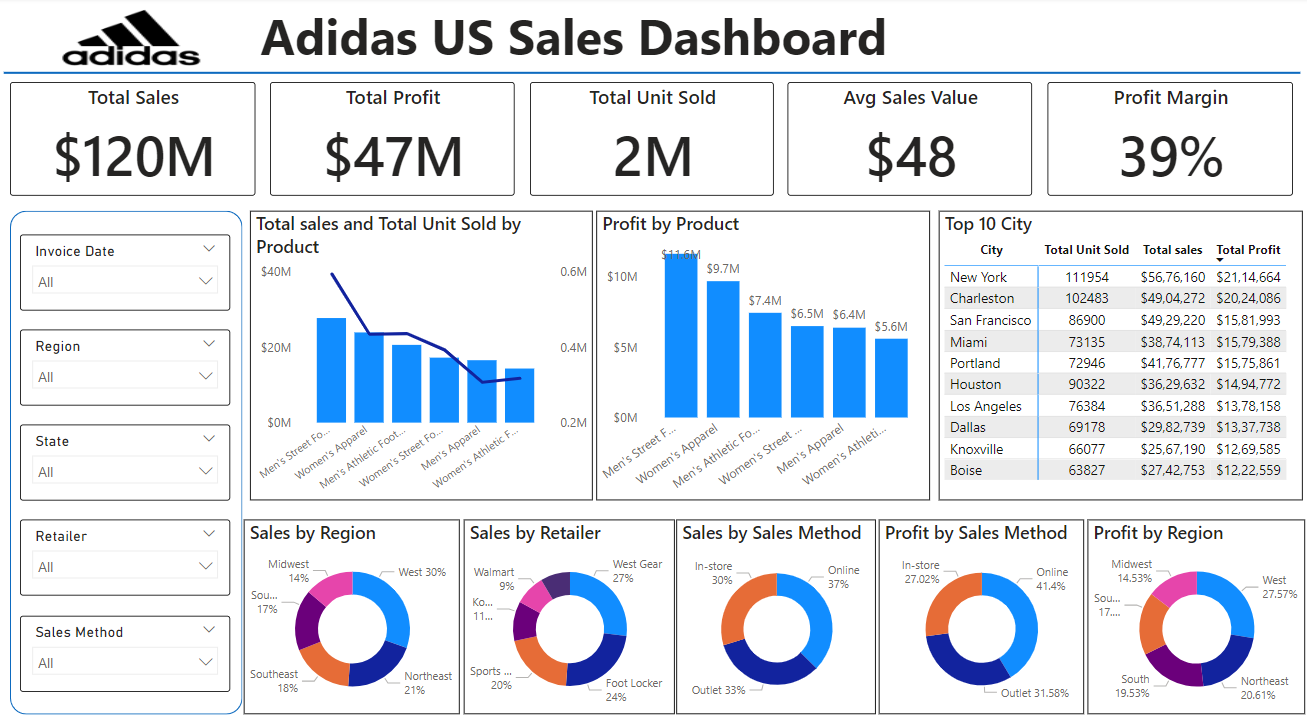 adidas
Adidas US Sales Dashboard
Total Sales
$120M
Total Profit
$47M
Total Unit Sold
2M
Avg Sales Value
$48
Profit Margin
39%
Invoice Date
All
Region
All
State
All
Retailer
All
Sales Method
All
Total sales and Total Unit Sold by
Product
$40M
$20M
$0M
0.6M
0.4M
0.2M
Men's Street Fo...
Women's Apparel
Men's Athletic Foot...
Women's Street Fo...
Men's Apparel
Women's Athletic F...
Profit by Product
$10M
$5M
$0M
$11.6M
$9.7M
$7.4M
$6.5M
$6.4M
$5.6M
Men's Street F...
Women's Apparel
Men's Athletic Fo...
Women's Street ...
Men's Apparel
Women's Athleti...
Top 10 City
City Total Unit Sold Total sales Total Profit
New York 111954 $56,76,160 $21,14,664
Charleston 102483 $49,04,272 $20,24,086
San Francisco 86900 $49,29,220 $15,81,993
Miami 73135 $38,74,113 $15,79,388
Portland 72946 $41,76,777 $15,75,861
Houston 90322 $36,29,632 $14,94,772
Los Angeles 76384 $36,51,288 $13,78,158
Dallas 69178 $29,82,739 $13,37,738
Knoxville 66077 $25,67,190 $12,69,585
Boise 63827 $27,42,753 $12,22,559
Sales by Region
Midwest
14%
West 30%
Sou...
17%
Southeast
18%
Northeast
21%
Sales by Retailer
Walmart
9%
West Gear
27%
Ko...
11...
Sports ...
20%
Foot Locker
24%
Sales by Sales Method
In-store
30%
Online
37%
Outlet 33%
Profit by Sales Method
In-store
27.02%
Online
41.4%
Outlet 31.58%
Profit by Region
Midwest
14.53%
West
27.57%
Sou...
17....
South
19.53%
Northeast
20.61%